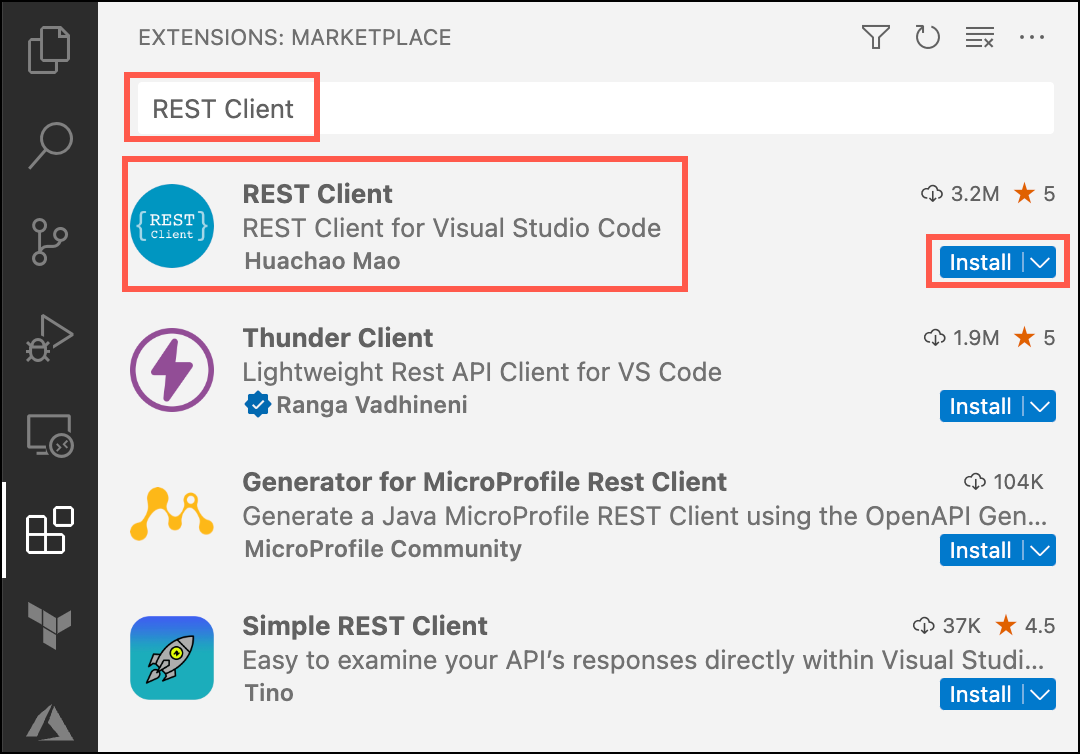 EXTENSIONS: MARKETPLACE
REST Client
{REST}
Client
REST Client
3.2M 5
REST Client for Visual Studio Code
Huachao Mao
Install
Thunder Client
1.9M 5
Lightweight Rest API Client for VS Code
Ranga Vadhineni
Install
Generator for MicroProfile Rest Client
104K
Generate a Java MicroProfile REST Client using the OpenAPI Gen...
MicroProfile Community
Install
Simple REST Client
37K 4.5
Easy to examine your API's responses directly within Visual Studi...
Tino
Install